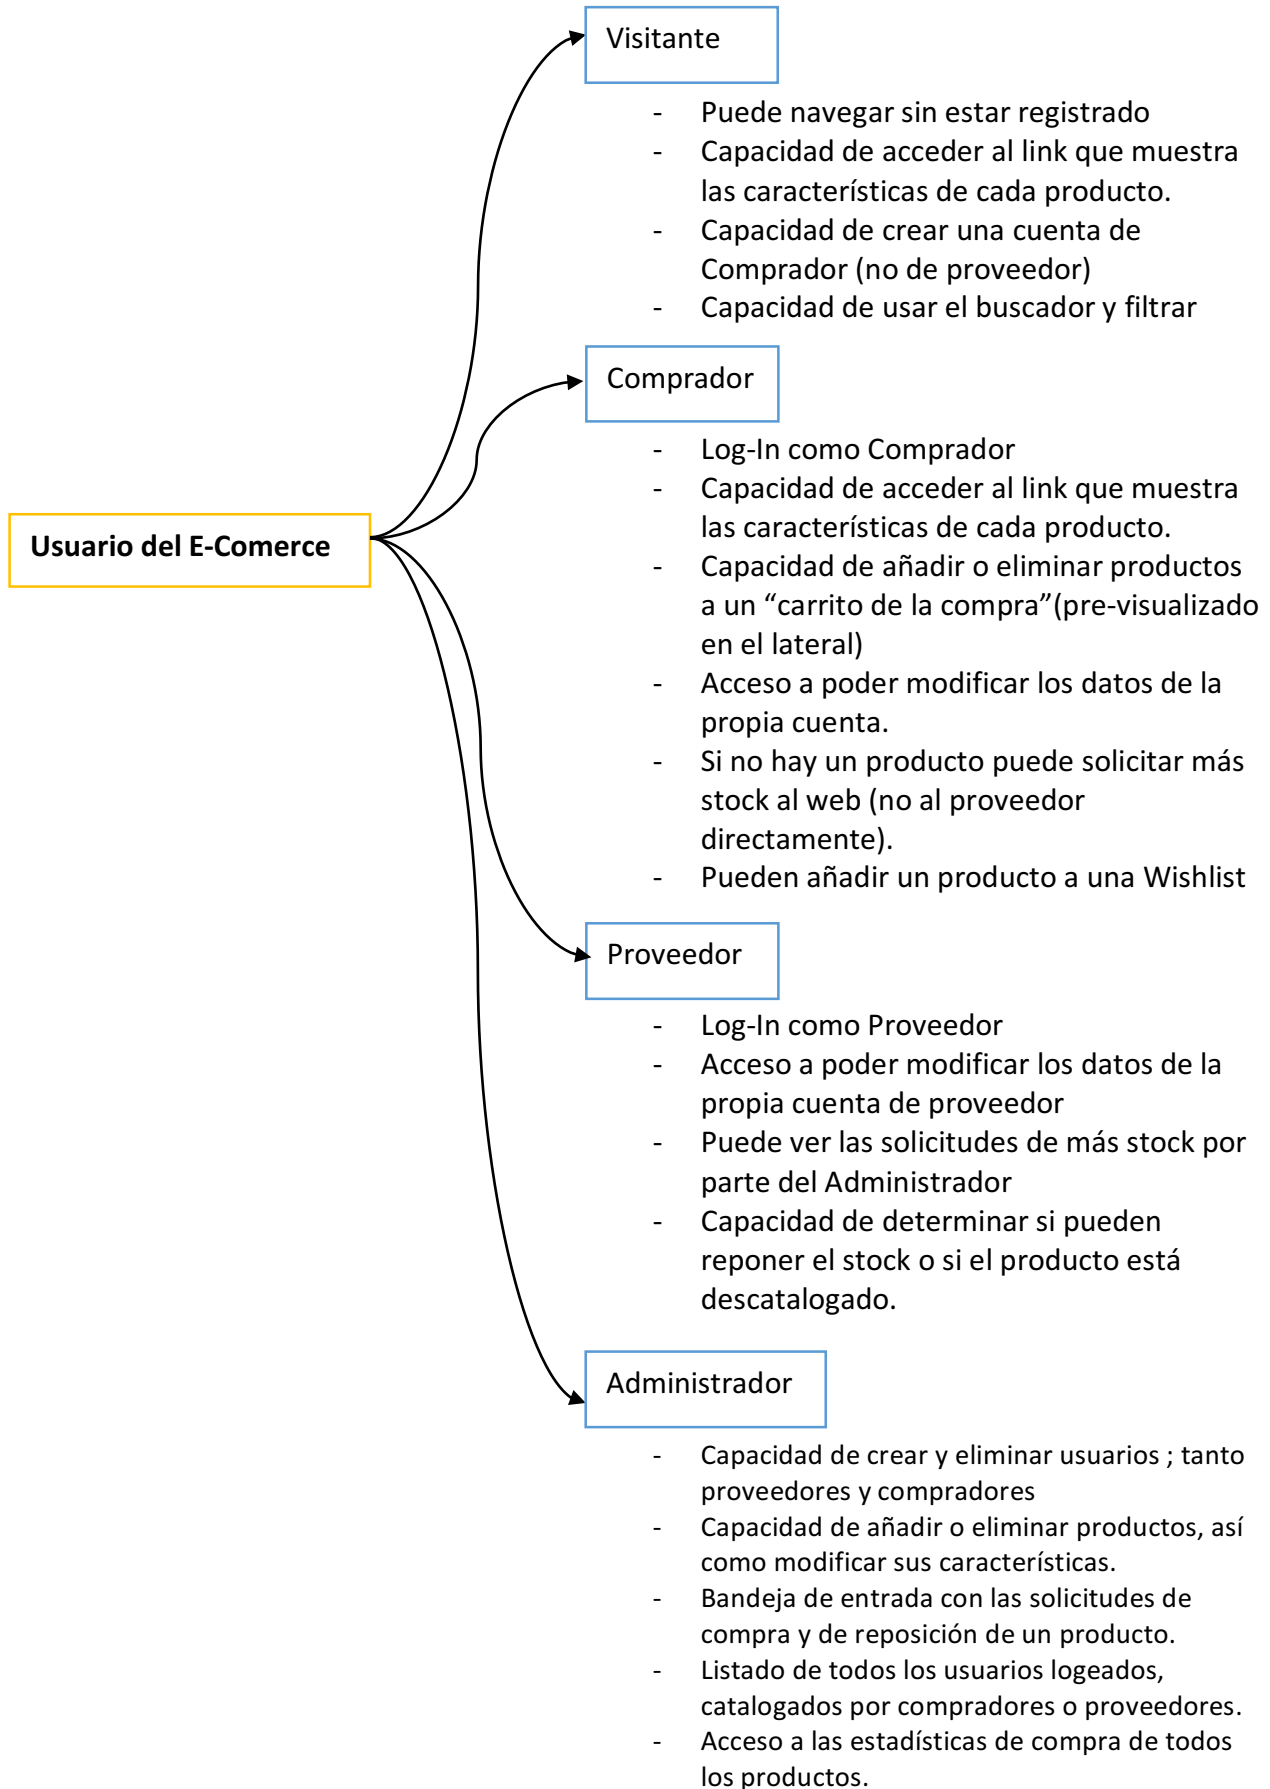 Visitante
- Puede navegar sin estar registrado
- Capacidad de acceder al link que muestra
las características de cada producto.
- Capacidad de crear una cuenta de
Comprador (no de proveedor)
- Capacidad de usar el buscador y filtrar
Comprador
- Log-In como Comprador
- Capacidad de acceder al link que muestra
las características de cada producto.
- Capacidad de añadir o eliminar productos
a un “carrito de la compra”(pre-visualizado
en el lateral)
- Acceso a poder modificar los datos de la
propia cuenta.
- Si no hay un producto puede solicitar más
stock al web (no al proveedor
directamente).
- Pueden añadir un producto a una Wishlist
Usuario del E-Comerce
Proveedor
- Log-In como Proveedor
- Acceso a poder modificar los datos de la
propia cuenta de proveedor
- Puede ver las solicitudes de más stock por
parte del Administrador
- Capacidad de determinar si pueden
reponer el stock o si el producto está
descatalogado.
Administrador
- Capacidad de crear y eliminar usuarios ; tanto
proveedores y compradores
- Capacidad de añadir o eliminar productos, así
como modificar sus características.
- Bandeja de entrada con las solicitudes de
compra y de reposición de un producto.
- Listado de todos los usuarios logeados,
catalogados por compradores o proveedores.
- Acceso a las estadísticas de compra de todos
los productos.